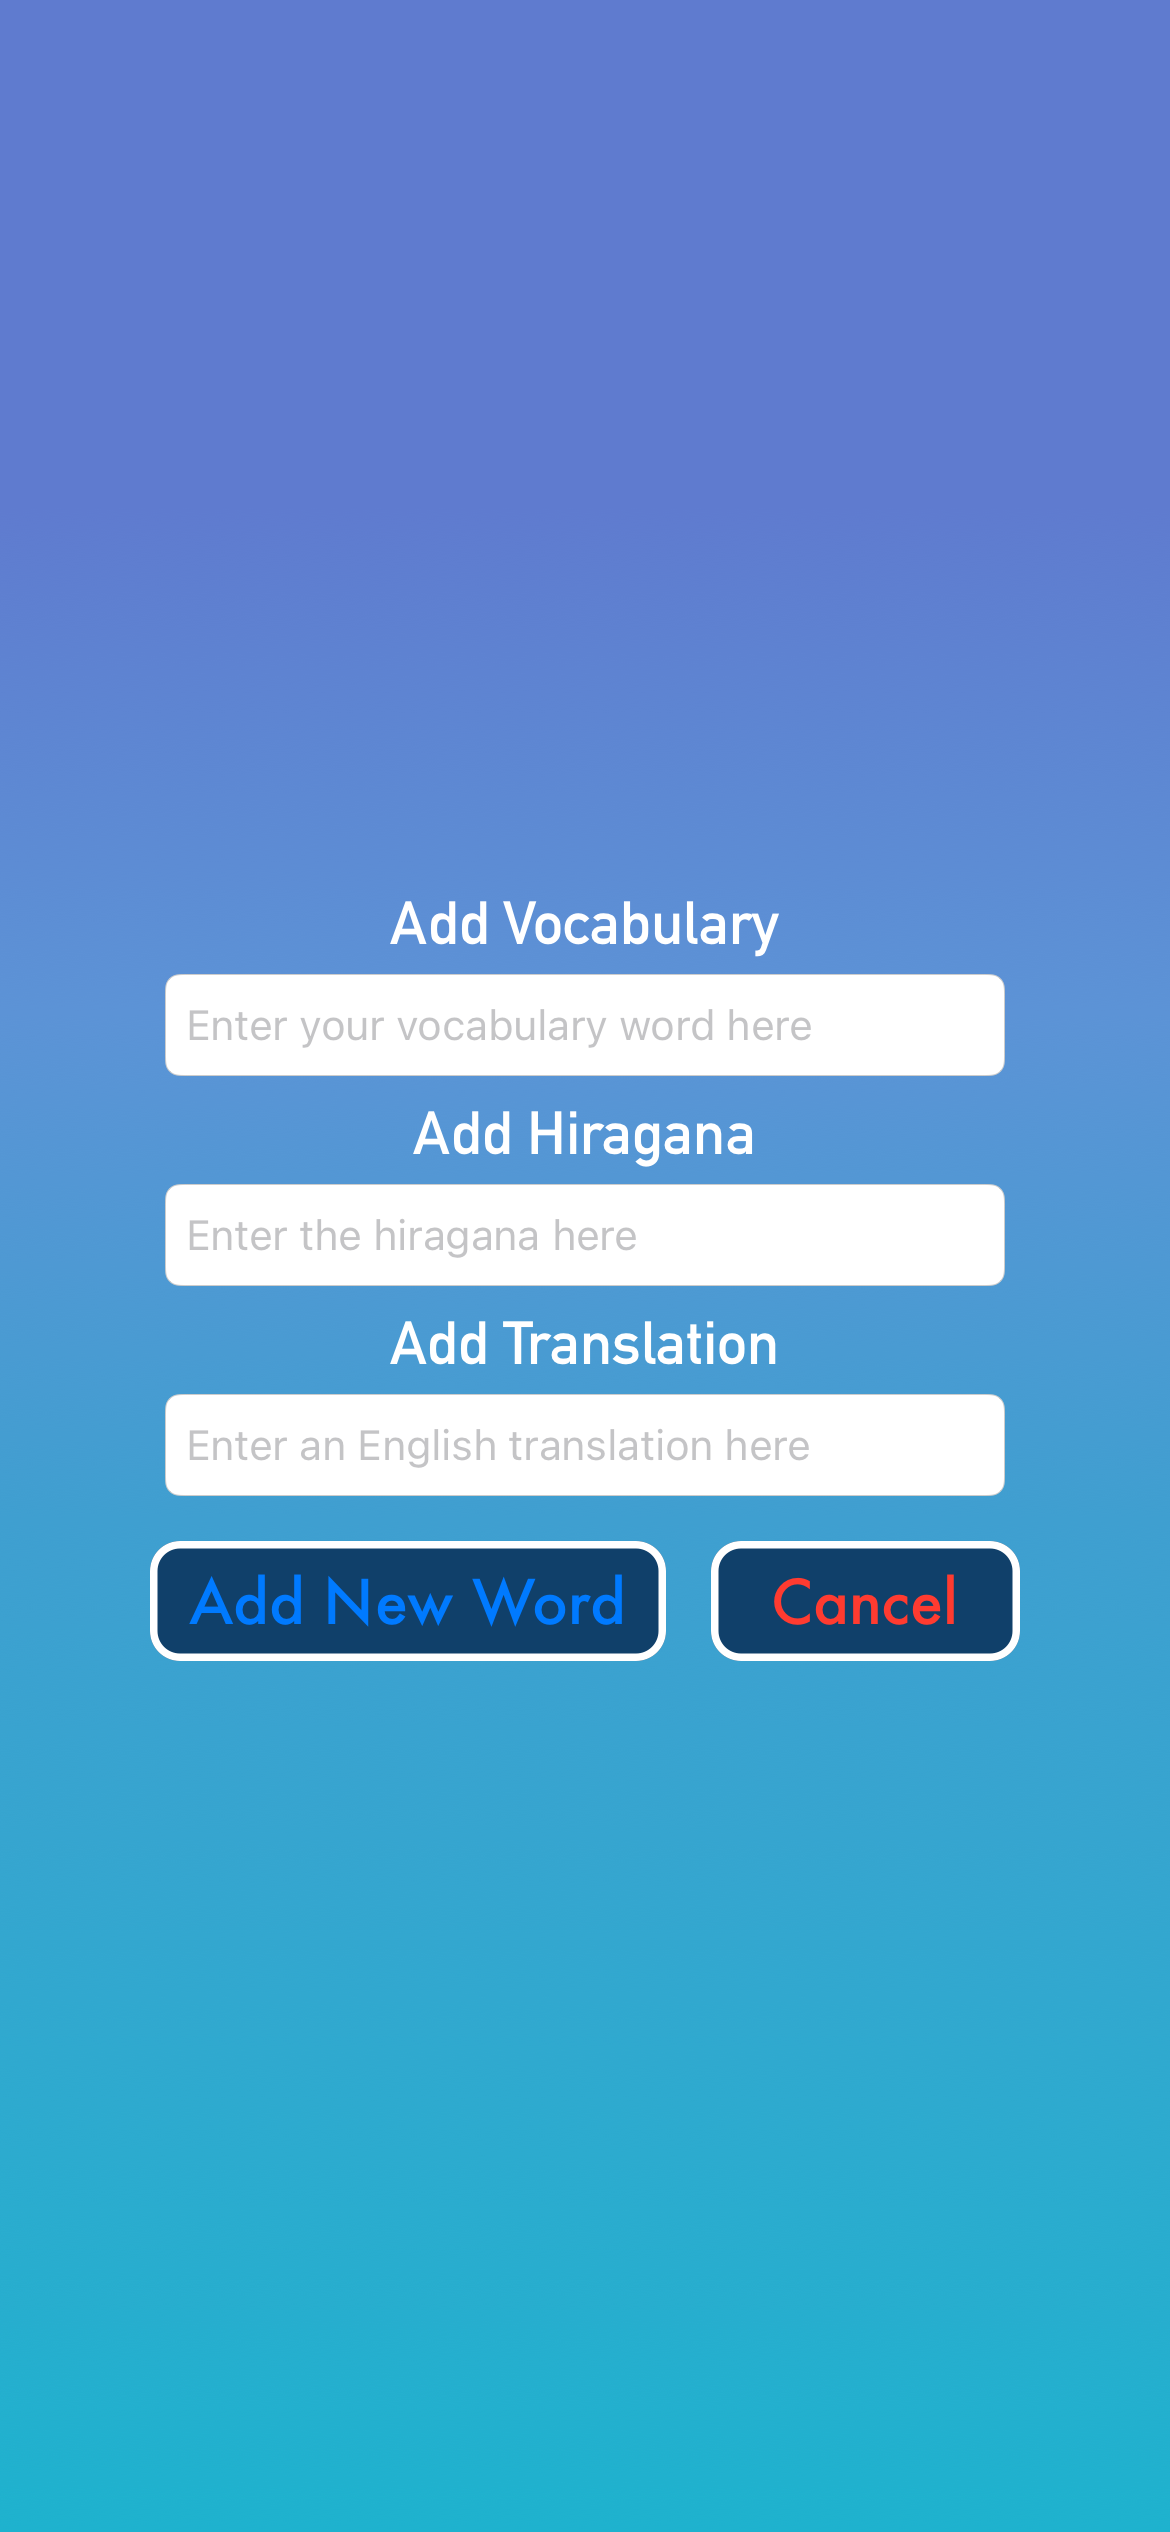 Add Vocabulary
Enter your vocabulary word here
Add Hiragana
Enter the hiragana here
Add Translation
Enter an English translation here
Add New Word
Cancel